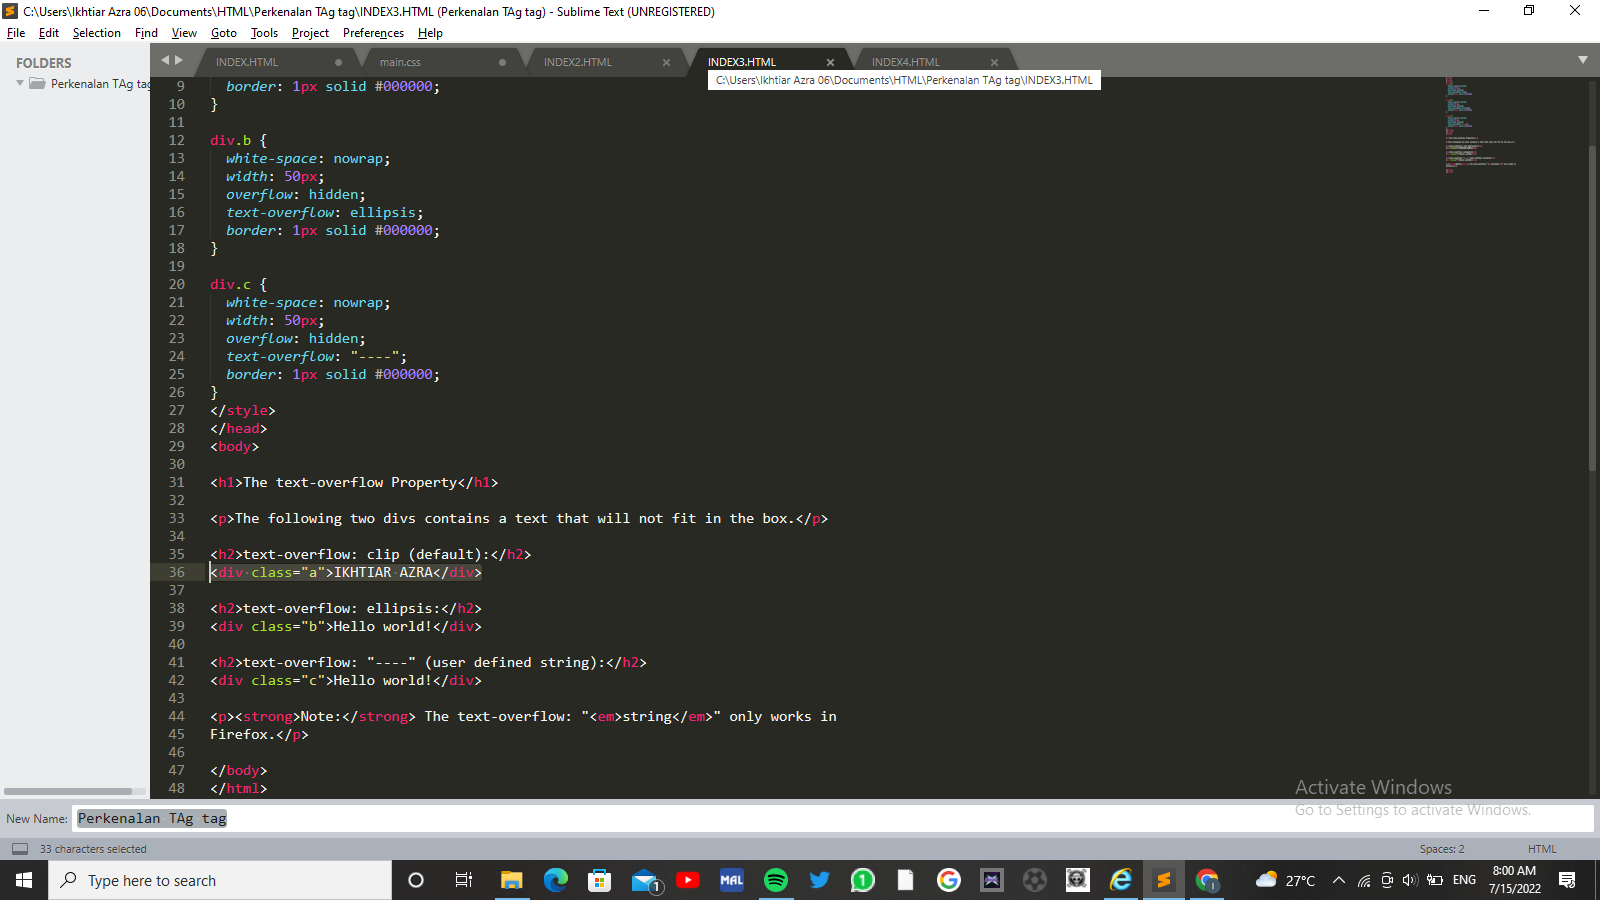 C:\Users\Ikhtiar Azra 06\Documents\HTML\Perkenalan TAg tag\INDEX3.HTML (Perkenalan TAg tag) - Sublime Text (UNREGISTERED)
File Edit Selection Find View Goto Tools Project Preferences Help
FOLDERS
Perkenalan TAg tag
INDEX.HTML main.css INDEX2.HTML INDEX3.HTML INDEX4.HTML
C:\Users\Ikhtiar Azra 06\Documents\HTML\Perkenalan TAg tag\INDEX3.HTML
9 border: 1px solid #000000;
10 }
11
12 div.b {
13 white-space: nowrap;
14 width: 50px;
15 overflow: hidden;
16 text-overflow: ellipsis;
17 border: 1px solid #000000;
18 }
19
20 div.c {
21 white-space: nowrap;
22 width: 50px;
23 overflow: hidden;
24 text-overflow: "----";
25 border: 1px solid #000000;
26 }
27 </style>
28 </head>
29 <body>
30
31 <h1>The text-overflow Property</h1>
32
33 <p>The following two divs contains a text that will not fit in the box.</p>
34
35 <h2>text-overflow: clip (default):</h2>
36 <div class="a">IKHTIAR AZRA</div>
37
38 <h2>text-overflow: ellipsis:</h2>
39 <div class="b">Hello world!</div>
40
41 <h2>text-overflow: "----" (user defined string):</h2>
42 <div class="c">Hello world!</div>
43
44 <p><strong>Note:</strong> The text-overflow: "<em>string</em>" only works in
45 Firefox.</p>
46
47 </body>
48 </html>
Activate Windows
Go to Settings to activate Windows.
New Name: Perkenalan TAg tag
33 characters selected Spaces: 2 HTML
Type here to search
1
MAL
1
27°C
ENG
8:00 AM
7/15/2022